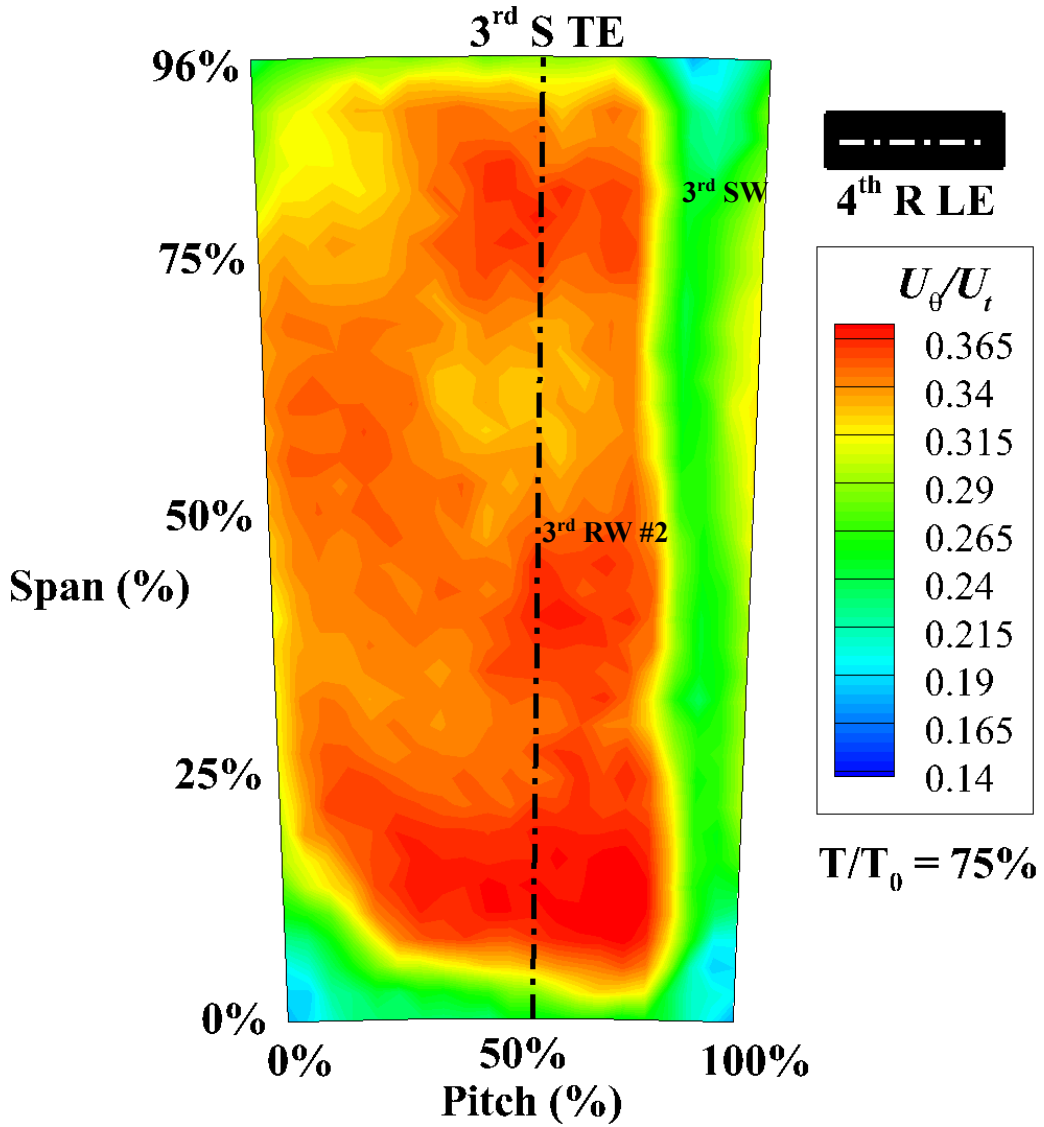 3rd S TE
96%
75%
50%
25%
0%
Span (%)
3rd SW
3rd RW #2
0%
50%
100%
Pitch (%)
4th R LE
Uθ/Ut
0.365
0.34
0.315
0.29
0.265
0.24
0.215
0.19
0.165
0.14
T/T0 = 75%